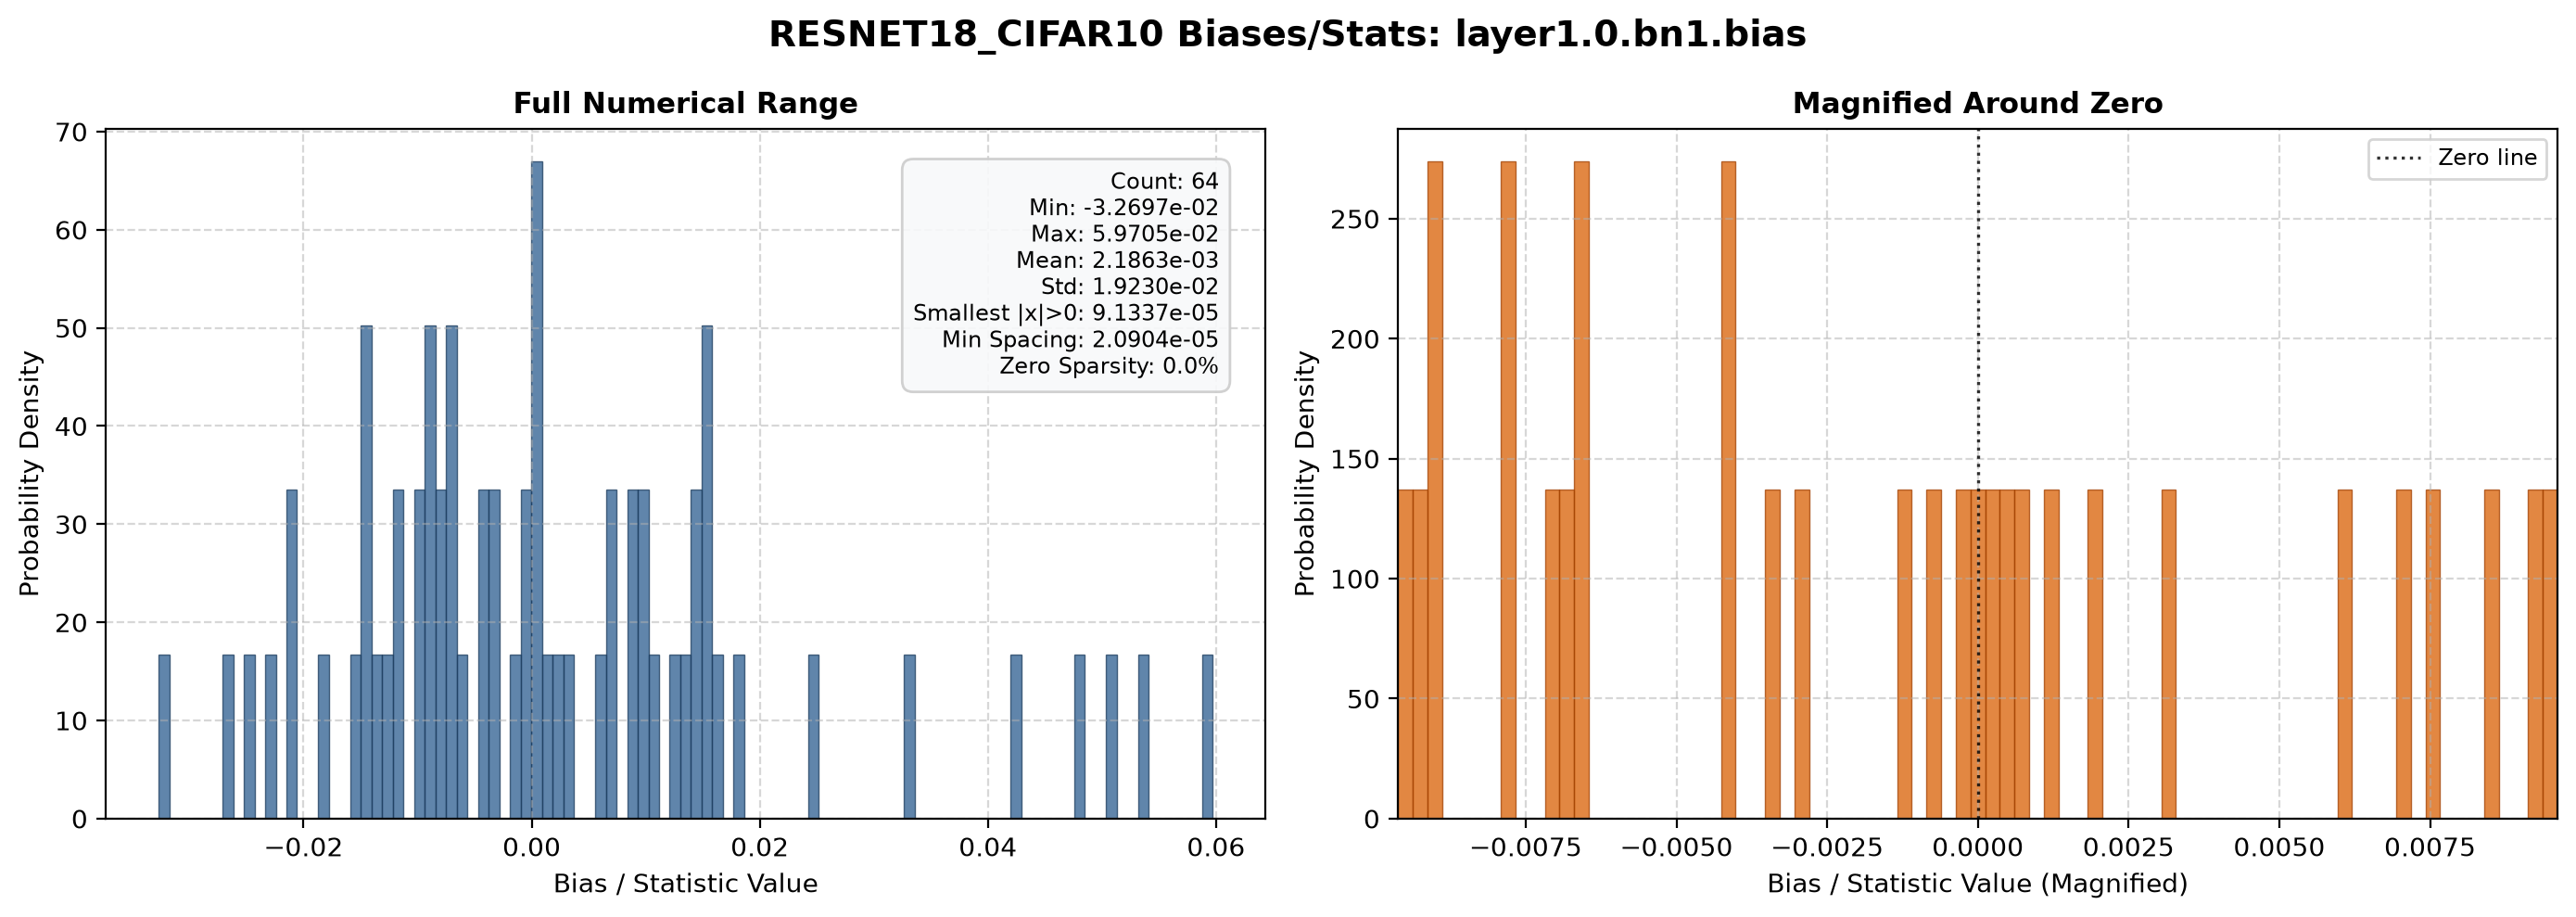 RESNET18_CIFAR10 Biases/Stats: layer1.0.bn1.bias
Full Numerical Range
70
60
50
40
30
20
10
0
Probability Density
Count: 64
Min: -3.2697e-02
Max: 5.9705e-02
Mean: 2.1863e-03
Std: 1.9230e-02
Smallest |x|>0: 9.1337e-05
Min Spacing: 2.0904e-05
Zero Sparsity: 0.0%
−0.02 0.00 0.02 0.04 0.06
Bias / Statistic Value
Magnified Around Zero
250
200
150
100
50
0
Probability Density
Zero line
−0.0075 −0.0050 −0.0025 0.0000 0.0025 0.0050 0.0075
Bias / Statistic Value (Magnified)